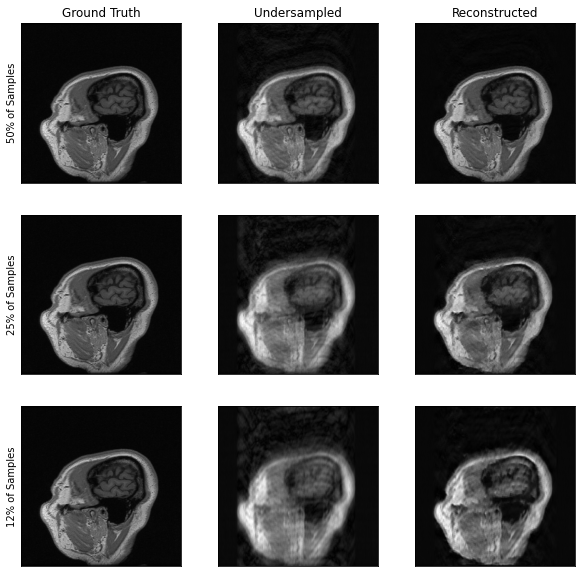 Ground Truth
Undersampled
Reconstructed
50% of Samples
25% of Samples
12% of Samples